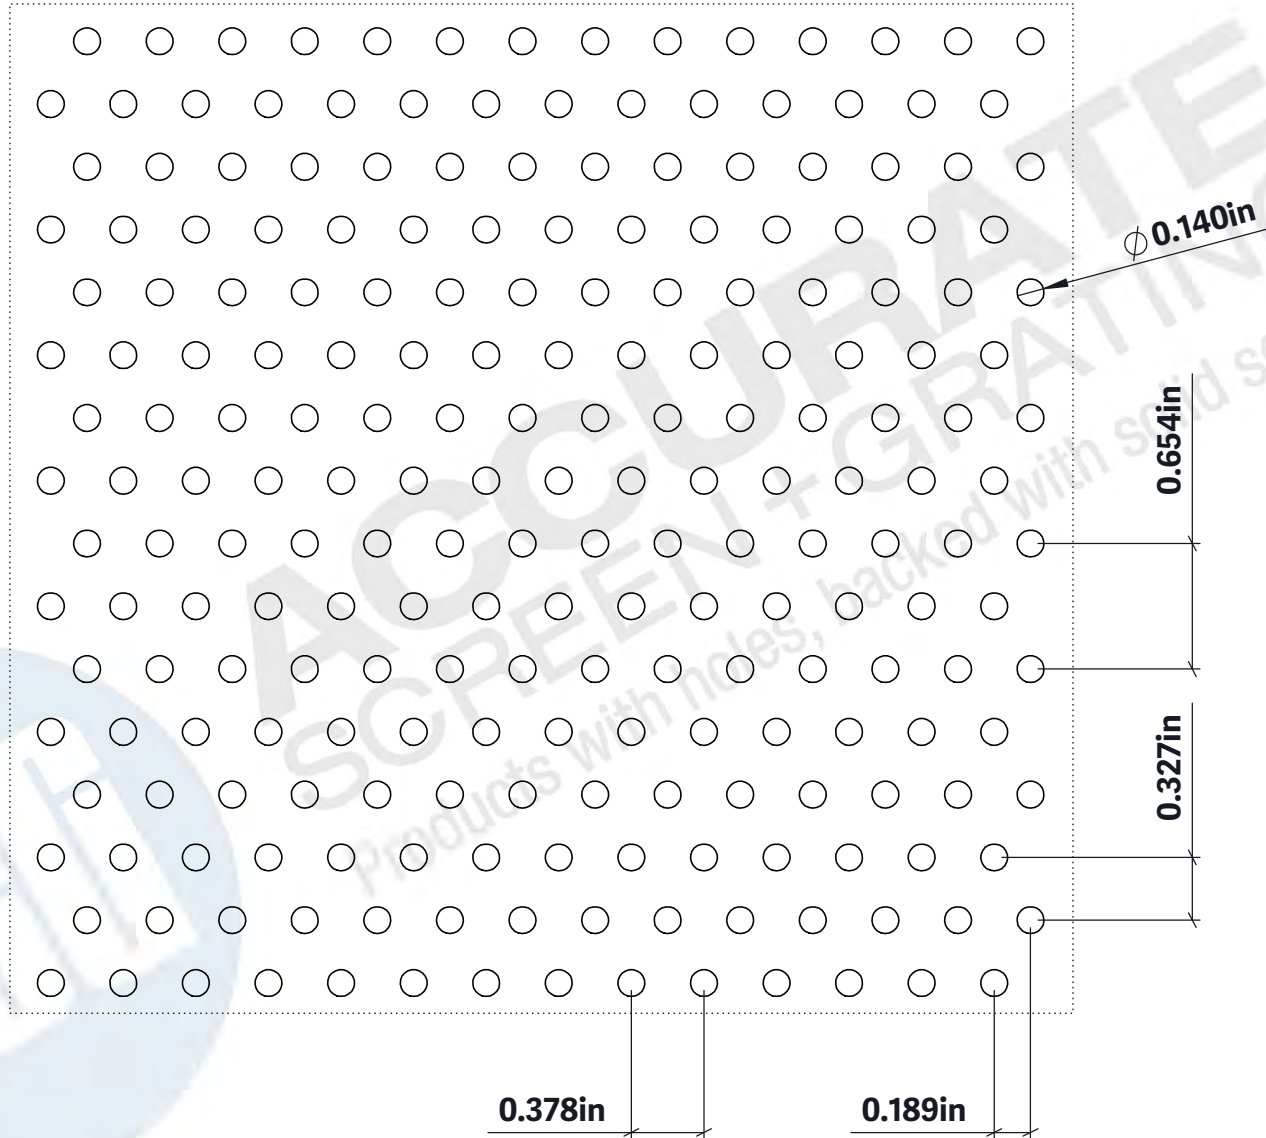 ACCURATE
SCREEN + GRATING
Products with holes, backed with solid
⌀ 0.140in
0.654in
0.327in
0.378in
0.189in